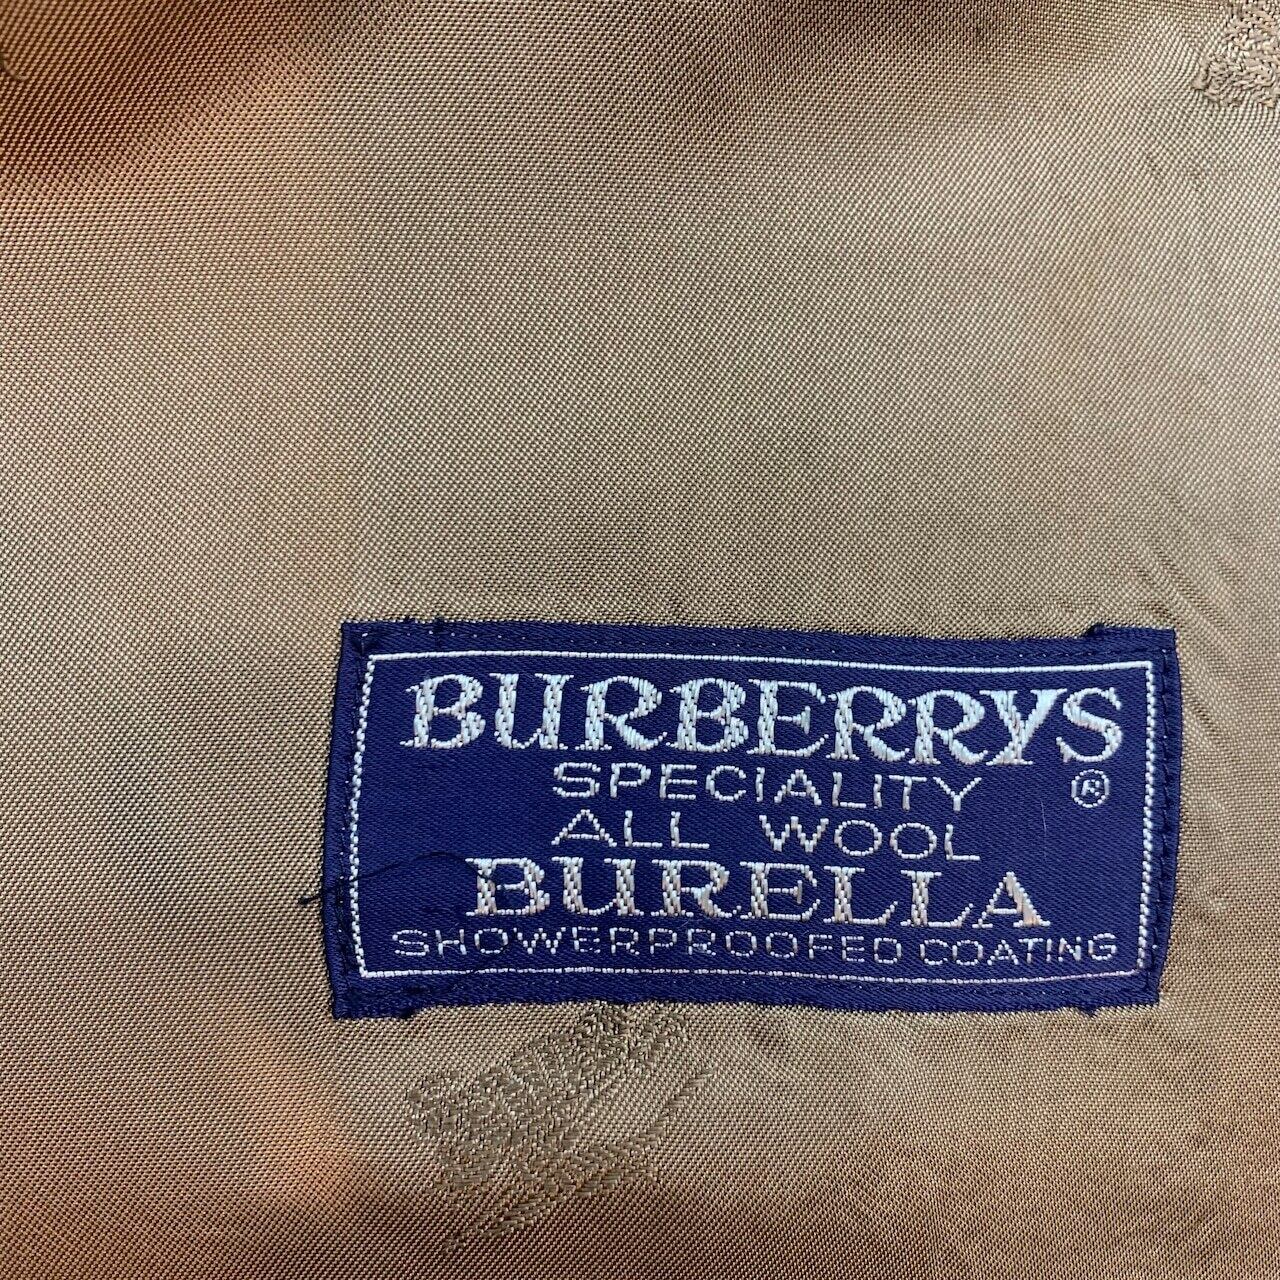 BURBERRYS
SPECIALITY ®
ALL WOOL
BURELLA
SHOWERPROOFED COATING